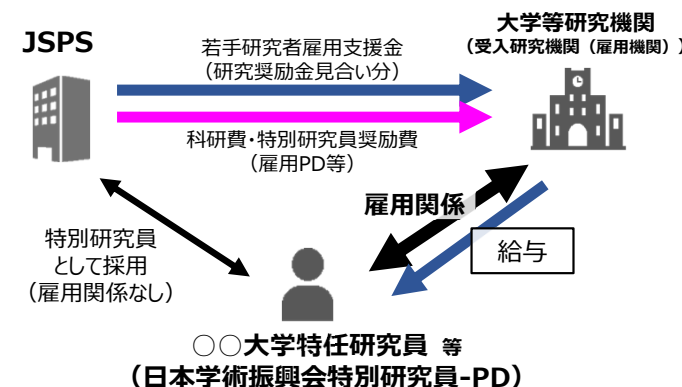 JSPS
若手研究者雇用支援金
（研究奨励金見合い分）
大学等研究機関
（受入研究機関（雇用機関））
科研費・特別研究員奨励費
（雇用PD等）
雇用関係
特別研究員
として採用
（雇用関係なし）
給与
○○大学特任研究員 等
（日本学術振興会特別研究員-PD）